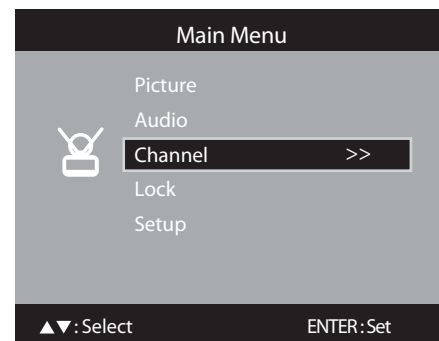 Main Menu
Picture
Audio
Channel >>
Lock
Setup
▲▼: Select ENTER: Set